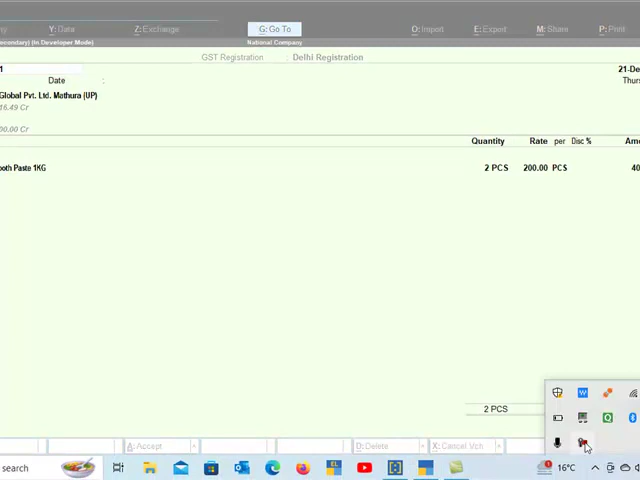 ny Y: Data Z: Exchange G: Go To O: Import E: Export M: Share P: Print
econdary) (In Developer Mode) National Company
GST Registration : Delhi Registration
1 21-De
Date : Thurs
Global Pvt. Ltd. Mathura (UP)
16.49 Cr
00.00 Cr
Quantity Rate per Disc % Amo
ooth Paste 1KG 2 PCS 200.00 PCS 40
2 PCS
A: Accept D: Delete X: Cancel Vch
search 16°C